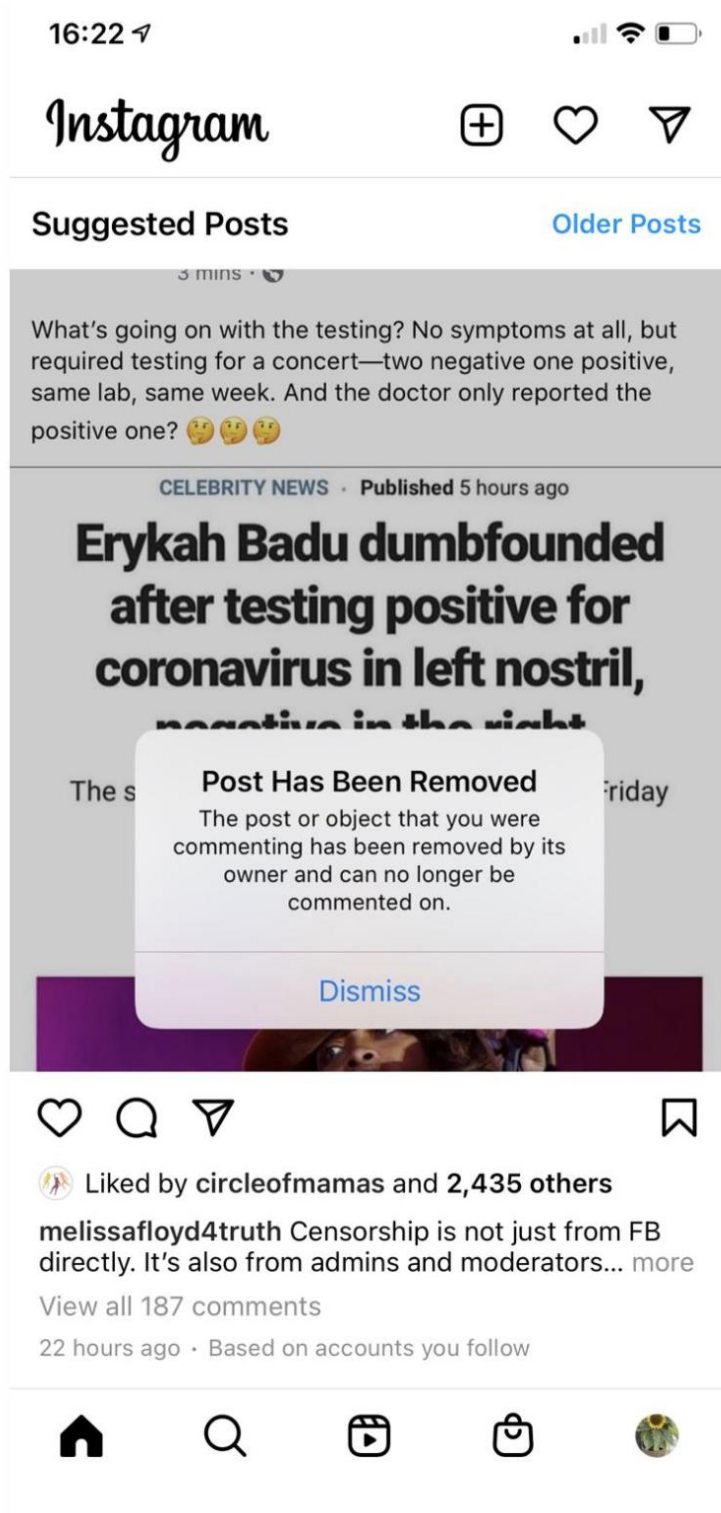 16:22
Instagram
Suggested Posts
Older Posts
3 mins ·
What's going on with the testing? No symptoms at all, but
required testing for a concert—two negative one positive,
same lab, same week. And the doctor only reported the
positive one? 🤔🤔🤔
CELEBRITY NEWS · Published 5 hours ago
Erykah Badu dumbfounded
after testing positive for
coronavirus in left nostril,
negative in the right
The s
Friday
Post Has Been Removed
The post or object that you were
commenting has been removed by its
owner and can no longer be
commented on.
Dismiss
Liked by circleofmamas and 2,435 others
melissafloyd4truth Censorship is not just from FB
directly. It's also from admins and moderators... more
View all 187 comments
22 hours ago · Based on accounts you follow